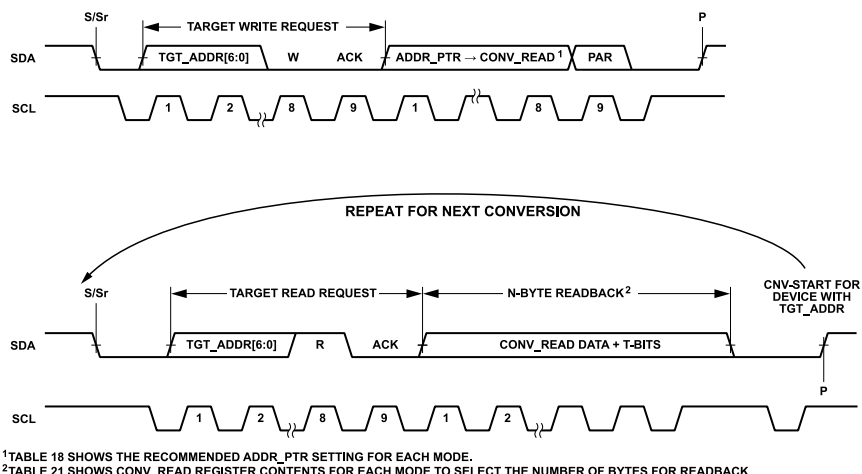 S/Sr P
TARGET WRITE REQUEST
SDA TGT_ADDR[6:0] W ACK ADDR_PTR → CONV_READ1 PAR
SCL 1 2 8 9 1 8 9
REPEAT FOR NEXT CONVERSION
S/Sr TARGET READ REQUEST N-BYTE READBACK2 CNV-START FOR
DEVICE WITH
TGT_ADDR
SDA TGT_ADDR[6:0] R ACK CONV_READ DATA + T-BITS
P
SCL 1 2 8 9 1 2
1TABLE 18 SHOWS THE RECOMMENDED ADDR_PTR SETTING FOR EACH MODE.
2TABLE 21 SHOWS CONV_READ REGISTER CONTENTS FOR EACH MODE TO SELECT THE NUMBER OF BYTES FOR READBACK